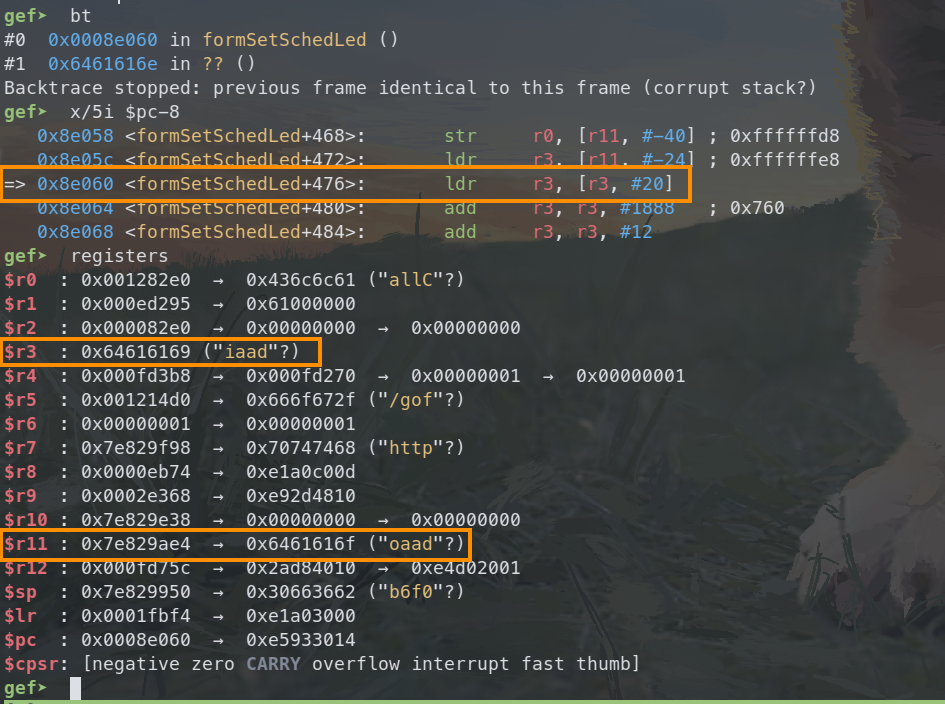 gef➤  bt
#0  0x0008e060 in formSetSchedLed ()
#1  0x6461616e in ?? ()
Backtrace stopped: previous frame identical to this frame (corrupt stack?)
gef➤  x/5i $pc-8
   0x8e058 <formSetSchedLed+468>:	str	r0, [r11, #-40]	; 0xffffffd8
   0x8e05c <formSetSchedLed+472>:	ldr	r3, [r11, #-24]	; 0xffffffe8
=> 0x8e060 <formSetSchedLed+476>:	ldr	r3, [r3, #20]
   0x8e064 <formSetSchedLed+480>:	add	r3, r3, #1888	; 0x760
   0x8e068 <formSetSchedLed+484>:	add	r3, r3, #12
gef➤  registers
$r0  : 0x001282e0  →  0x436c6c61 ("allC"?)
$r1  : 0x000ed295  →  0x61000000
$r2  : 0x000082e0  →  0x00000000  →  0x00000000
$r3  : 0x64616169 ("iaad"?)
$r4  : 0x000fd3b8  →  0x000fd270  →  0x00000001  →  0x00000001
$r5  : 0x001214d0  →  0x666f672f ("/gof"?)
$r6  : 0x00000001  →  0x00000001
$r7  : 0x7e829f98  →  0x70747468 ("http"?)
$r8  : 0x0000eb74  →  0xe1a0c00d
$r9  : 0x0002e368  →  0xe92d4810
$r10 : 0x7e829e38  →  0x00000000  →  0x00000000
$r11 : 0x7e829ae4  →  0x6461616f ("oaad"?)
$r12 : 0x000fd75c  →  0x2ad84010  →  0xe4d02001
$sp  : 0x7e829950  →  0x30663662 ("b6f0"?)
$lr  : 0x0001fbf4  →  0xe1a03000
$pc  : 0x0008e060  →  0xe5933014
$cpsr: [negative zero CARRY overflow interrupt fast thumb]
gef➤